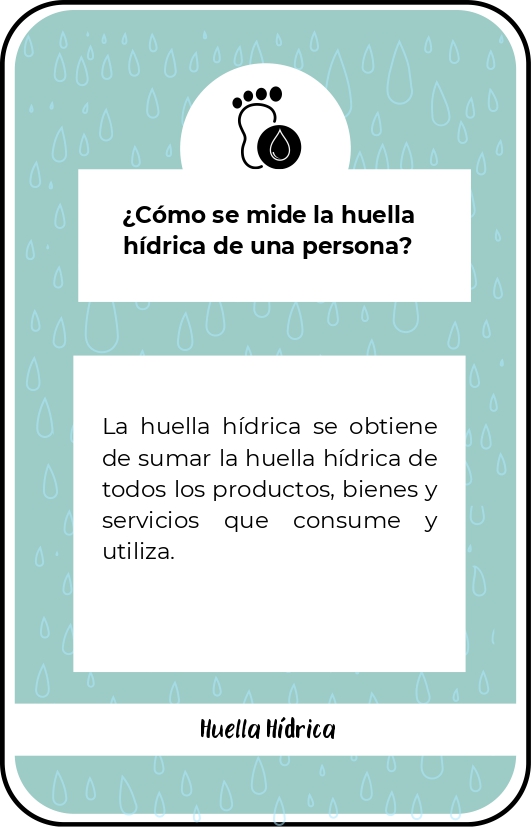 ¿Cómo se mide la huella
hídrica de una persona?
La huella hídrica se obtiene
de sumar la huella hídrica de
todos los productos, bienes y
servicios que consume y
utiliza.
Huella Hídrica